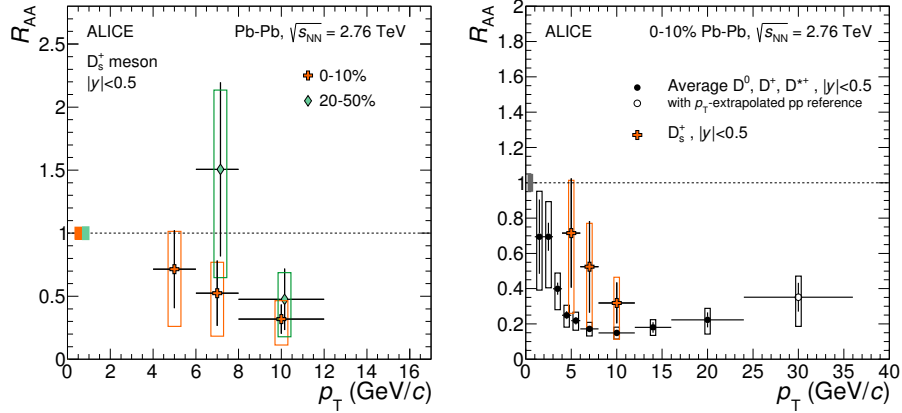 ALICE
Pb-Pb, √s_NN = 2.76 TeV
D_s^+ meson
|y|<0.5
0-10%
20-50%
R_AA
2.5
2
1.5
1
0.5
0
0 2 4 6 8 10 12 14 16
p_T (GeV/c)
ALICE
0-10% Pb-Pb, √s_NN = 2.76 TeV
Average D^0, D^+, D^*+, |y|<0.5
with p_T-extrapolated pp reference
D_s^+, |y|<0.5
R_AA
2
1.8
1.6
1.4
1.2
1
0.8
0.6
0.4
0.2
0
0 5 10 15 20 25 30 35 40
p_T (GeV/c)